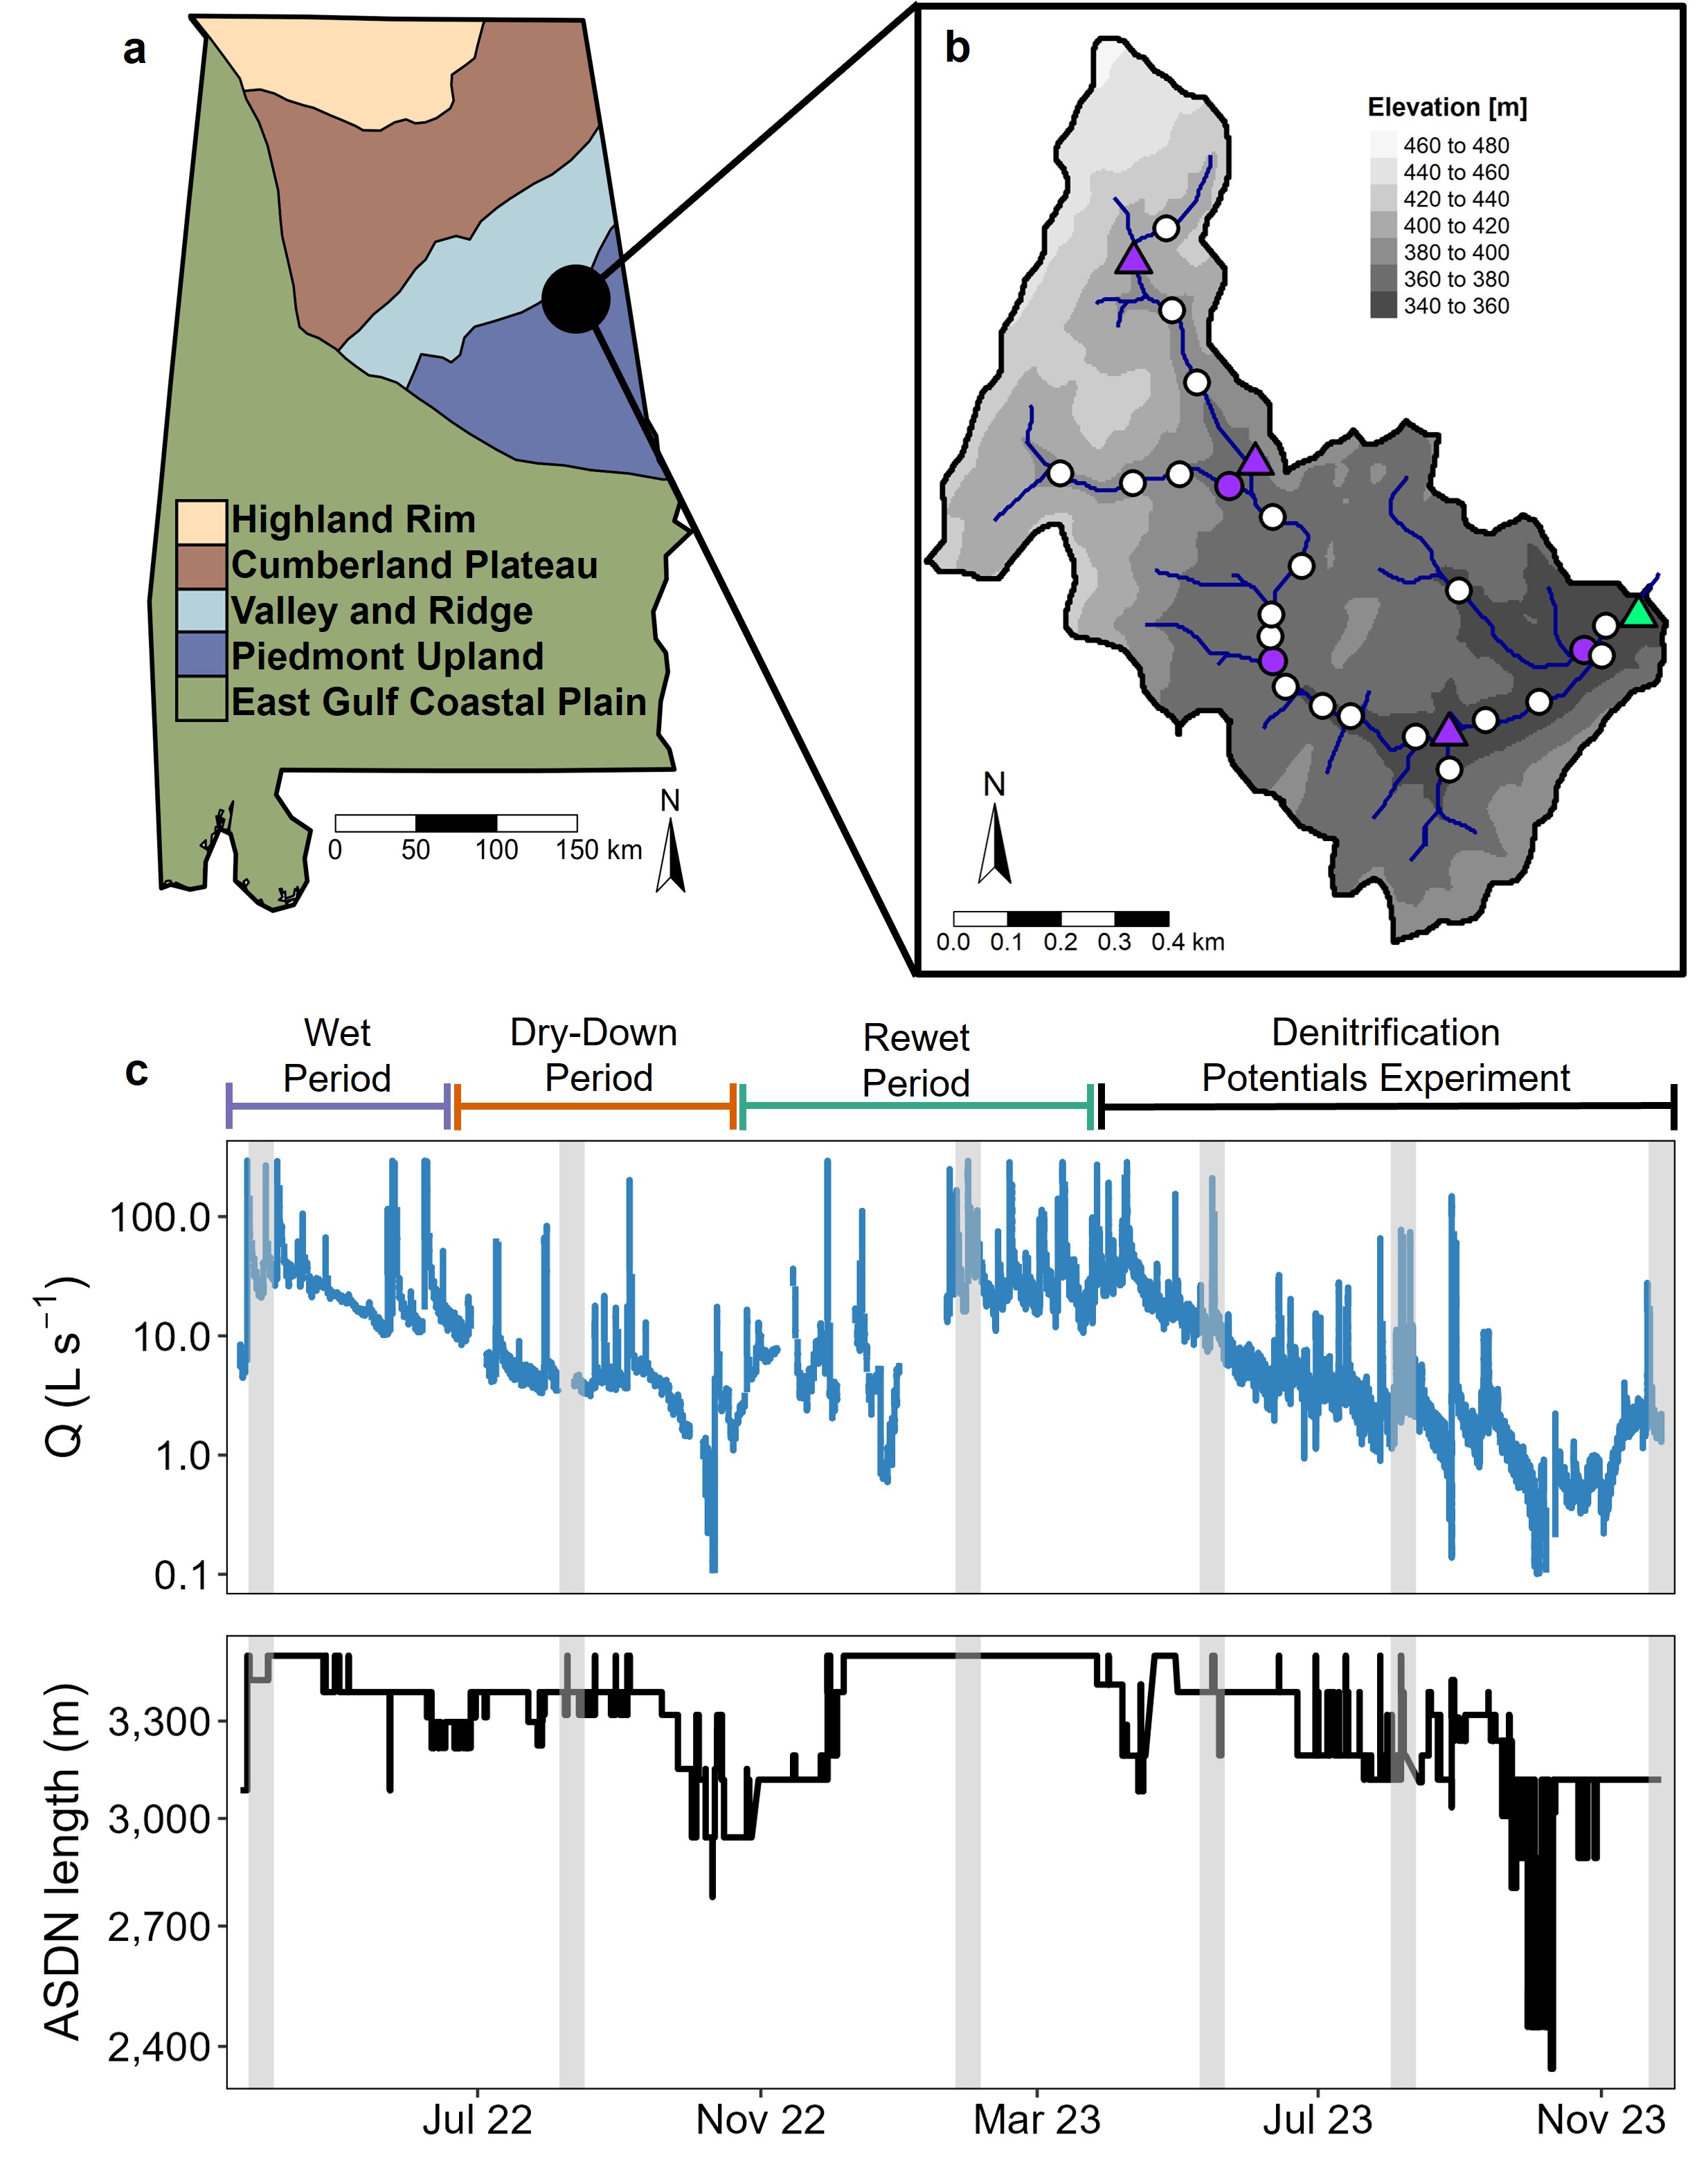 a
Highland Rim
Cumberland Plateau
Valley and Ridge
Piedmont Upland
East Gulf Coastal Plain
N
0 50 100 150 km
b
Elevation [m]
460 to 480
440 to 460
420 to 440
400 to 420
380 to 400
360 to 380
340 to 360
N
0.0 0.1 0.2 0.3 0.4 km
c
Wet
Period
Dry-Down
Period
Rewet
Period
Denitrification
Potentials Experiment
Q (L s⁻¹)
100.0
10.0
1.0
0.1
ASDN length (m)
3,300
3,000
2,700
2,400
Jul 22 Nov 22 Mar 23 Jul 23 Nov 23